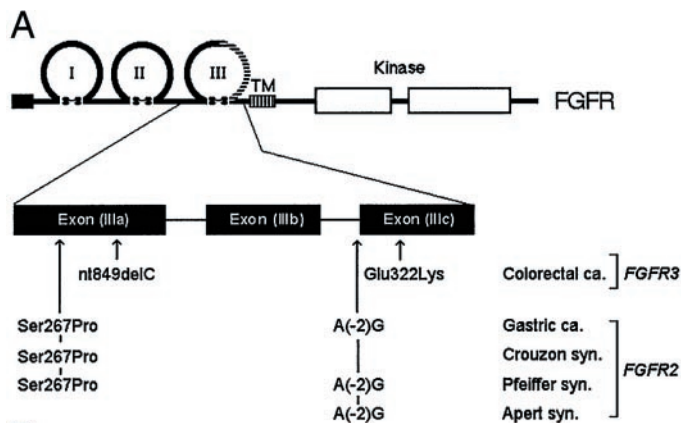 A
I II III
TM
Kinase
FGFR
Exon (IIIa) Exon (IIIb) Exon (IIIc)
nt849delC Glu322Lys Colorectal ca. FGFR3
Ser267Pro A(-2)G Gastric ca.
Ser267Pro Crouzon syn.
FGFR2
Ser267Pro A(-2)G Pfeiffer syn.
A(-2)G Apert syn.